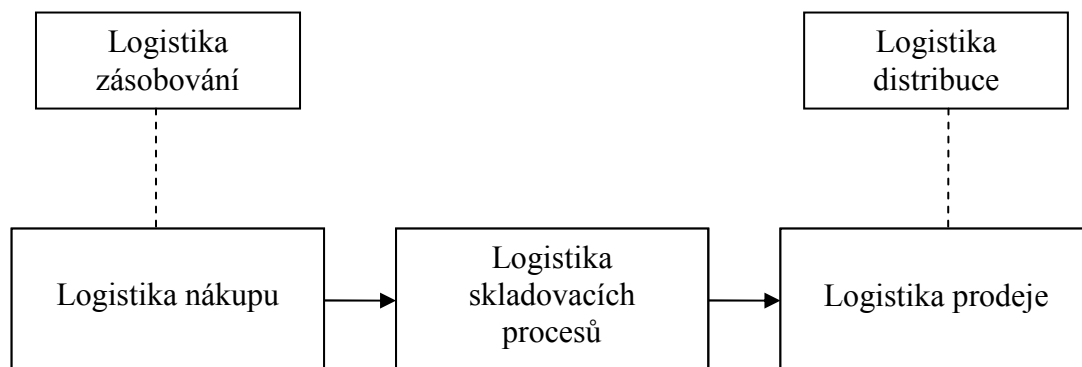 Logistika
zásobování
Logistika
distribuce
Logistika nákupu
Logistika
skladovacích
procesů
Logistika prodeje